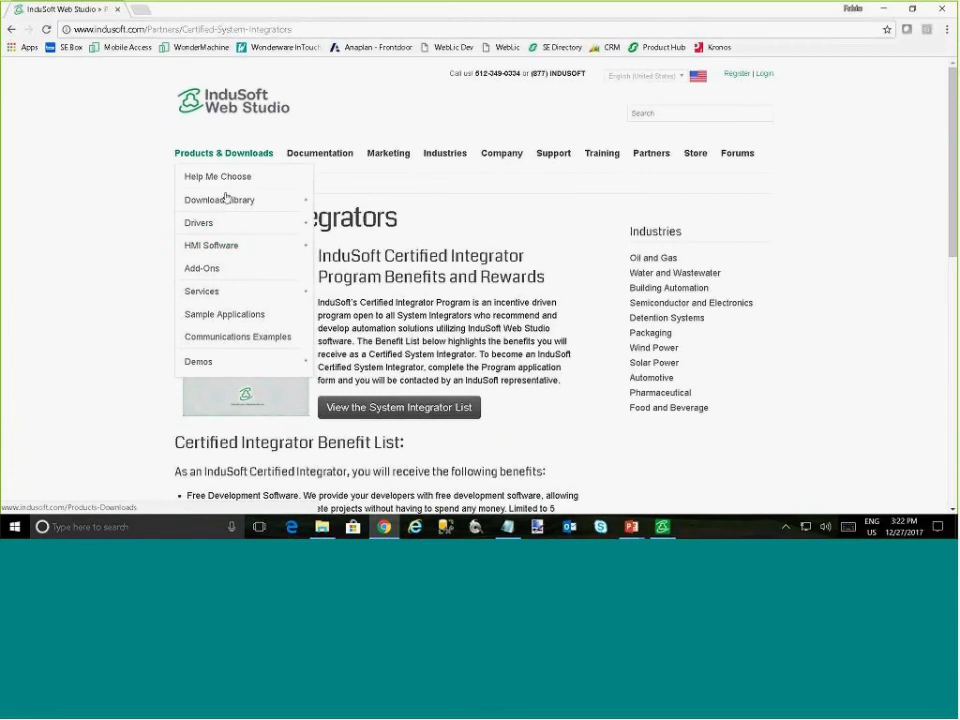 InduSoft Web Studio > P
www.indusoft.com/Partners/Certified-System-Integrators
Apps SE Box Mobile Access WonderMachine Wonderware InTouch Anaplan - Frontdoor WebLic Dev WebLic SE Directory CRM Product Hub Kronos
Call us! 512-349-0334 or (877) INDUSOFT English (United States) Register | Login
InduSoft
Web Studio
Search
Products & Downloads Documentation Marketing Industries Company Support Training Partners Store Forums
Help Me Choose
Download Library
Drivers
HMI Software
Add-Ons
Services
Sample Applications
Communications Examples
Demos
egrators
InduSoft Certified Integrator
Program Benefits and Rewards
InduSoft's Certified Integrator Program is an incentive driven
program open to all System Integrators who recommend and
develop automation solutions utilizing InduSoft Web Studio
software. The Benefit List below highlights the benefits you will
receive as a Certified System Integrator. To become an InduSoft
Certified System Integrator, complete the Program application
form and you will be contacted by an InduSoft representative.
View the System Integrator List
Industries
Oil and Gas
Water and Wastewater
Building Automation
Semiconductor and Electronics
Detention Systems
Packaging
Wind Power
Solar Power
Automotive
Pharmaceutical
Food and Beverage
Certified Integrator Benefit List:
As an InduSoft Certified Integrator, you will receive the following benefits:
• Free Development Software. We provide your developers with free development software, allowing
ete projects without having to spend any money. Limited to 5
www.indusoft.com/Products-Downloads
Type here to search
ENG 3:22 PM
US 12/27/2017